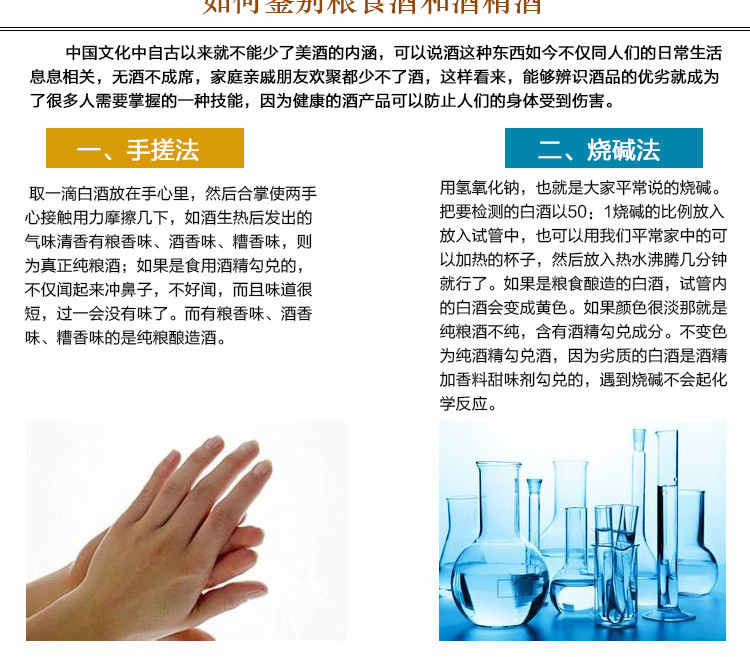 如何鉴别粮食酒和酒精酒
中国文化中自古以来就不能少了美酒的内涵，可以说酒这种东西如今不仅同人们的日常生活
息息相关，无酒不成席，家庭亲戚朋友欢聚都少不了酒，这样看来，能够辨识酒品的优劣就成为
了很多人需要掌握的一种技能，因为健康的酒产品可以防止人们的身体受到伤害。
一、手搓法
取一滴白酒放在手心里，然后合掌使两手
心接触用力摩擦几下，如酒生热后发出的
气味清香有粮香味、酒香味、糟香味，则
为真正纯粮酒；如果是食用酒精勾兑的，
不仅闻起来冲鼻子，不好闻，而且味道很
短，过一会没有味了。而有粮香味、酒香
味、糟香味的是纯粮酿造酒。
二、烧碱法
用氢氧化钠，也就是大家平常说的烧碱。
把要检测的白酒以50：1烧碱的比例放入
放入试管中，也可以用我们平常家中的可
以加热的杯子，然后放入热水沸腾几分钟
就行了。如果是粮食酿造的白酒，试管内
的白酒会变成黄色。如果颜色很淡那就是
纯粮酒不纯，含有酒精勾兑成分。不变色
为纯酒精勾兑酒，因为劣质的白酒是酒精
加香料甜味剂勾兑的，遇到烧碱不会起化
学反应。